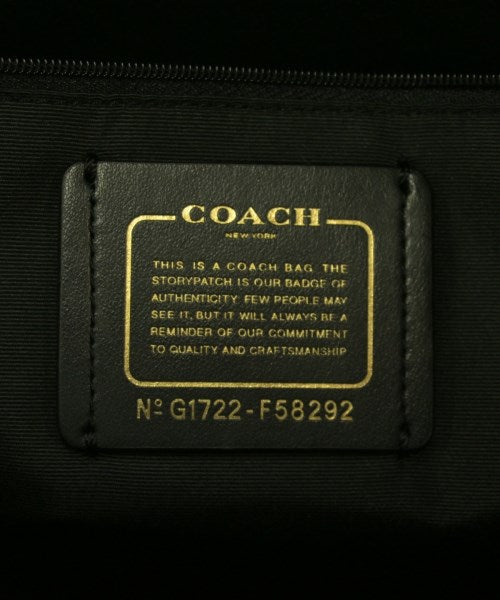 COACH
NEW YORK
THIS IS A COACH BAG. THE
STORYPATCH IS OUR BADGE OF
AUTHENTICITY. FEW PEOPLE MAY
SEE IT, BUT IT WILL ALWAYS BE A
REMINDER OF OUR COMMITMENT
TO QUALITY AND CRAFTSMANSHIP
Nº G1722-F58292